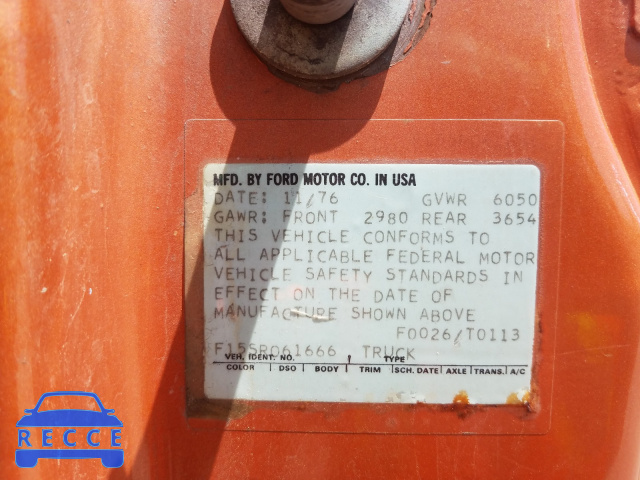 MFD. BY FORD MOTOR CO. IN USA
DATE: 11/76 GVWR 6050
GAWR: FRONT 2980 REAR 3654
THIS VEHICLE CONFORMS TO
ALL APPLICABLE FEDERAL MOTOR
VEHICLE SAFETY STANDARDS IN
EFFECT ON THE DATE OF
MANUFACTURE SHOWN ABOVE
F0026/T0113
F15SR061666 TRUCK
VEH. IDENT. NO. TYPE
COLOR DSO BODY TRIM SCH. DATE AXLE TRANS. A/C
RECCE